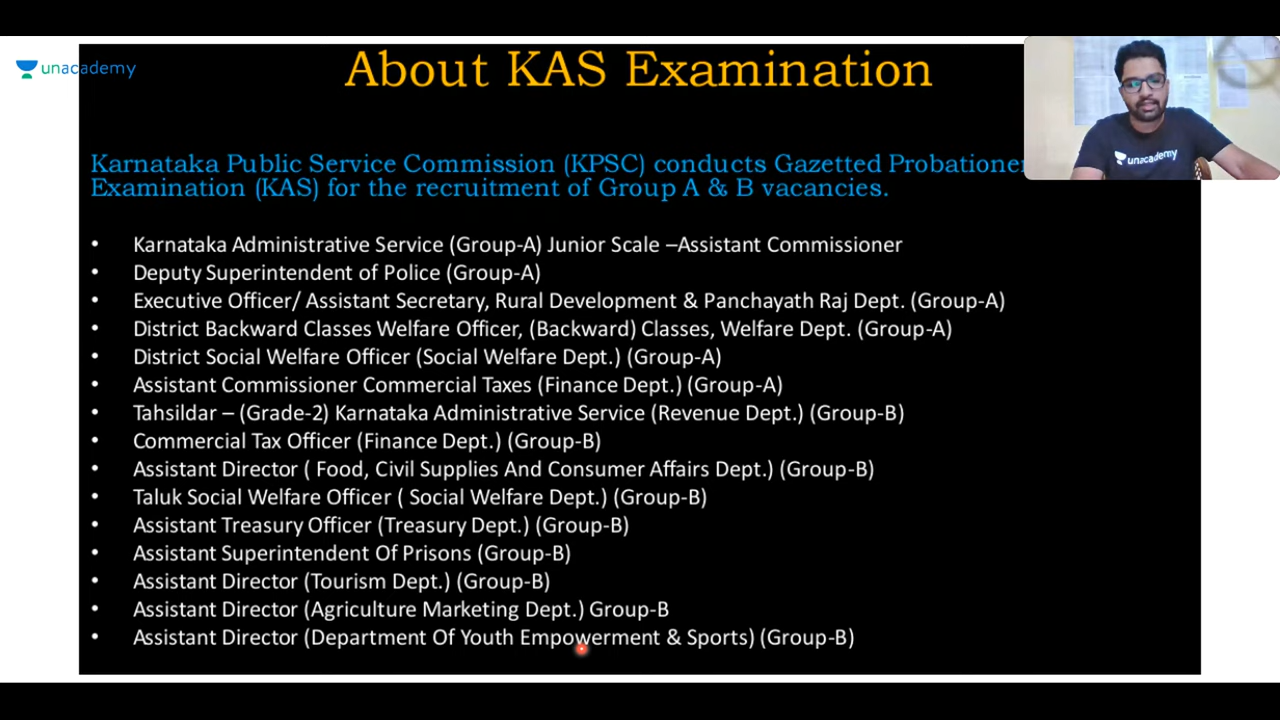 unacademy
About KAS Examination
unacademy
Karnataka Public Service Commission (KPSC) conducts Gazetted Probationer
Examination (KAS) for the recruitment of Group A & B vacancies.
• Karnataka Administrative Service (Group-A) Junior Scale –Assistant Commissioner
• Deputy Superintendent of Police (Group-A)
• Executive Officer/ Assistant Secretary, Rural Development & Panchayath Raj Dept. (Group-A)
• District Backward Classes Welfare Officer, (Backward) Classes, Welfare Dept. (Group-A)
• District Social Welfare Officer (Social Welfare Dept.) (Group-A)
• Assistant Commissioner Commercial Taxes (Finance Dept.) (Group-A)
• Tahsildar – (Grade-2) Karnataka Administrative Service (Revenue Dept.) (Group-B)
• Commercial Tax Officer (Finance Dept.) (Group-B)
• Assistant Director ( Food, Civil Supplies And Consumer Affairs Dept.) (Group-B)
• Taluk Social Welfare Officer ( Social Welfare Dept.) (Group-B)
• Assistant Treasury Officer (Treasury Dept.) (Group-B)
• Assistant Superintendent Of Prisons (Group-B)
• Assistant Director (Tourism Dept.) (Group-B)
• Assistant Director (Agriculture Marketing Dept.) Group-B
• Assistant Director (Department Of Youth Empowerment & Sports) (Group-B)